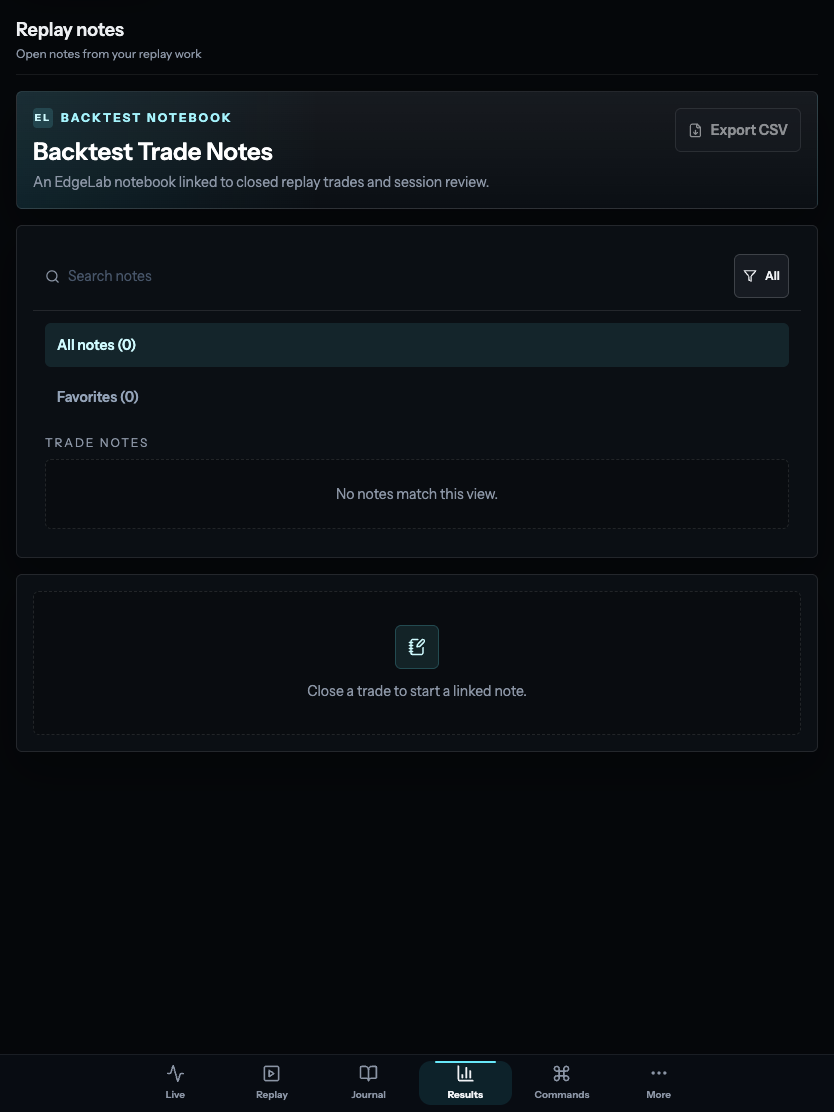 Replay notes
Open notes from your replay work
EL BACKTEST NOTEBOOK
Backtest Trade Notes
An EdgeLab notebook linked to closed replay trades and session review.
Export CSV
Search notes
All
All notes (0)
Favorites (0)
TRADE NOTES
No notes match this view.
Close a trade to start a linked note.
Live
Replay
Journal
Results
Commands
More